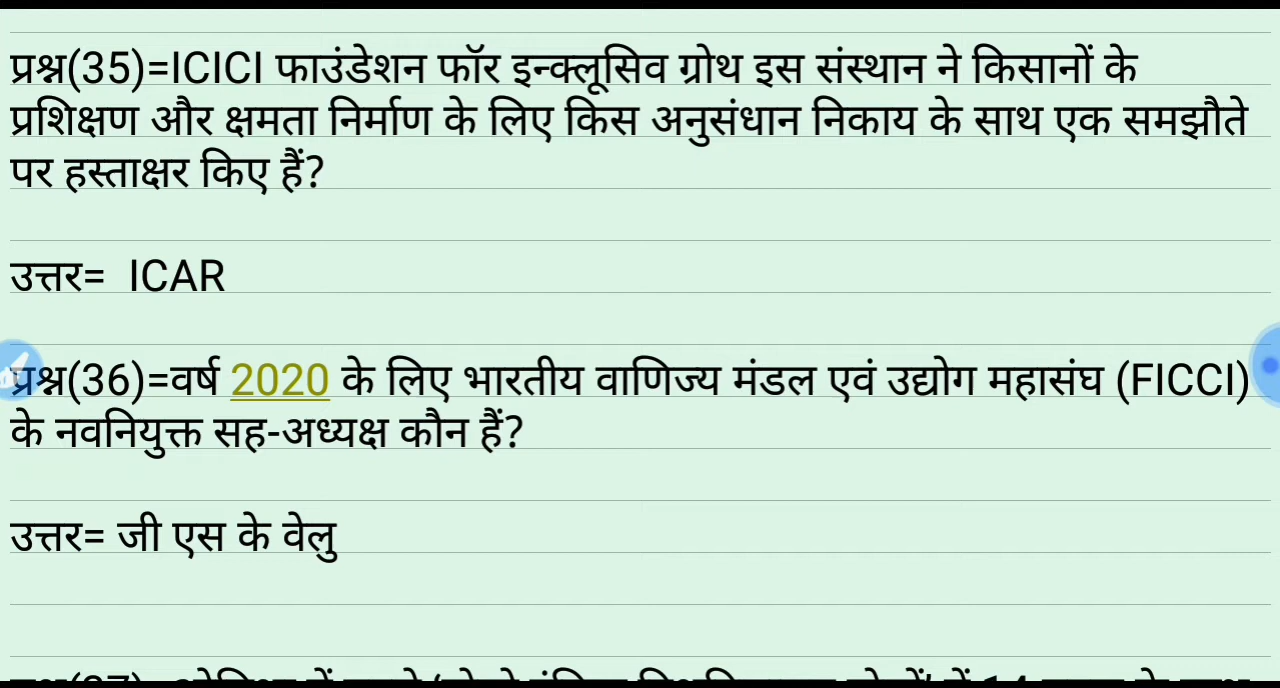 प्रश्न(35)=ICICI फाउंडेशन फॉर इन्क्लूसिव ग्रोथ इस संस्थान ने किसानों के
प्रशिक्षण और क्षमता निर्माण के लिए किस अनुसंधान निकाय के साथ एक समझौते
पर हस्ताक्षर किए हैं?
उत्तर= ICAR
प्रश्न(36)=वर्ष 2020 के लिए भारतीय वाणिज्य मंडल एवं उद्योग महासंघ (FICCI)
के नवनियुक्त सह-अध्यक्ष कौन हैं?
उत्तर= जी एस के वेलु